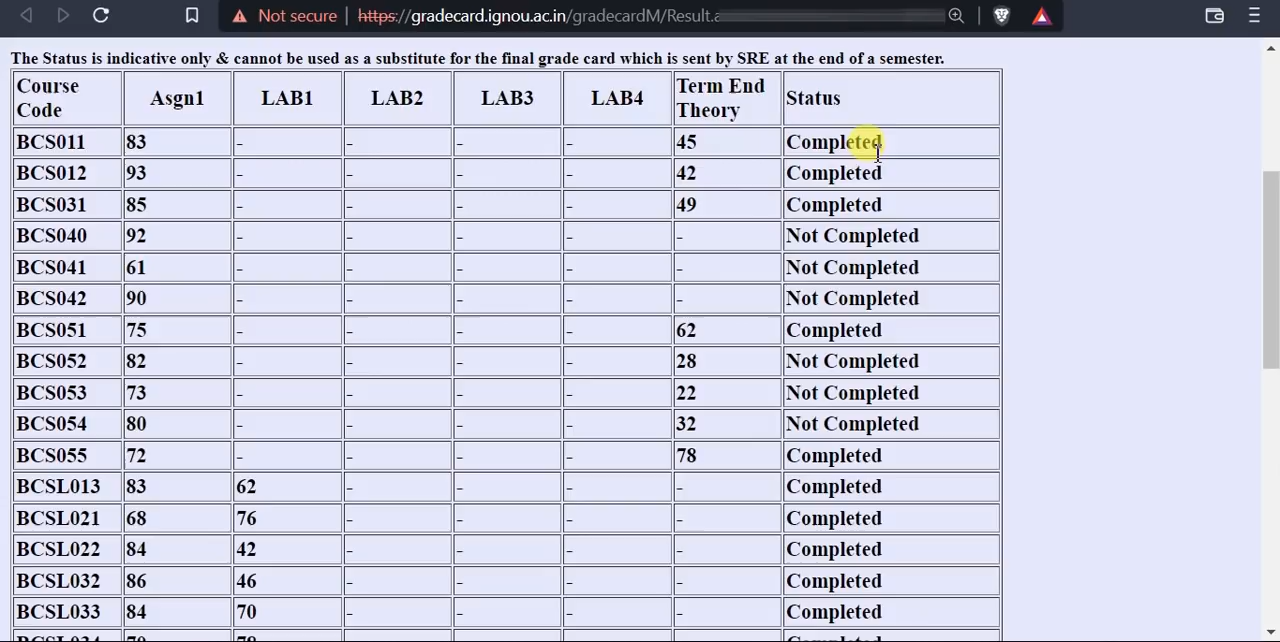 Not secure | https://gradecard.ignou.ac.in/gradecardM/Result.a
The Status is indicative only & cannot be used as a substitute for the final grade card which is sent by SRE at the end of a semester.
Course Code Asgn1 LAB1 LAB2 LAB3 LAB4 Term End Theory Status
BCS011 83 - - - - 45 Completed
BCS012 93 - - - - 42 Completed
BCS031 85 - - - - 49 Completed
BCS040 92 - - - - - Not Completed
BCS041 61 - - - - - Not Completed
BCS042 90 - - - - - Not Completed
BCS051 75 - - - - 62 Completed
BCS052 82 - - - - 28 Not Completed
BCS053 73 - - - - 22 Not Completed
BCS054 80 - - - - 32 Not Completed
BCS055 72 - - - - 78 Completed
BCSL013 83 62 - - - - Completed
BCSL021 68 76 - - - - Completed
BCSL022 84 42 - - - - Completed
BCSL032 86 46 - - - - Completed
BCSL033 84 70 - - - - Completed